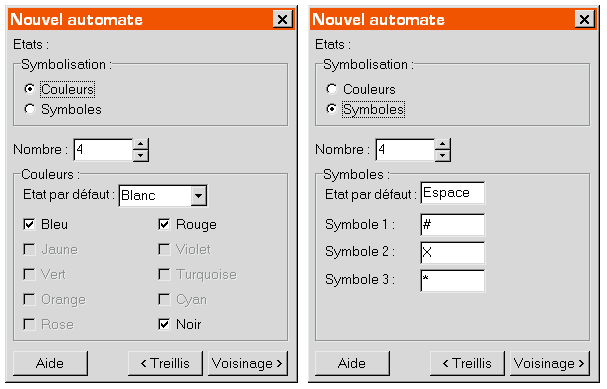 Nouvel automate
Etats :
Symbolisation :
Couleurs
Symboles
Nombre : 4
Couleurs :
Etat par défaut : Blanc
Bleu Rouge
Jaune Violet
Vert Turquoise
Orange Cyan
Rose Noir
Aide < Treillis Voisinage >
Nouvel automate
Etats :
Symbolisation :
Couleurs
Symboles
Nombre : 4
Symboles :
Etat par défaut : Espace
Symbole 1 : #
Symbole 2 : X
Symbole 3 : *
Aide < Treillis Voisinage >